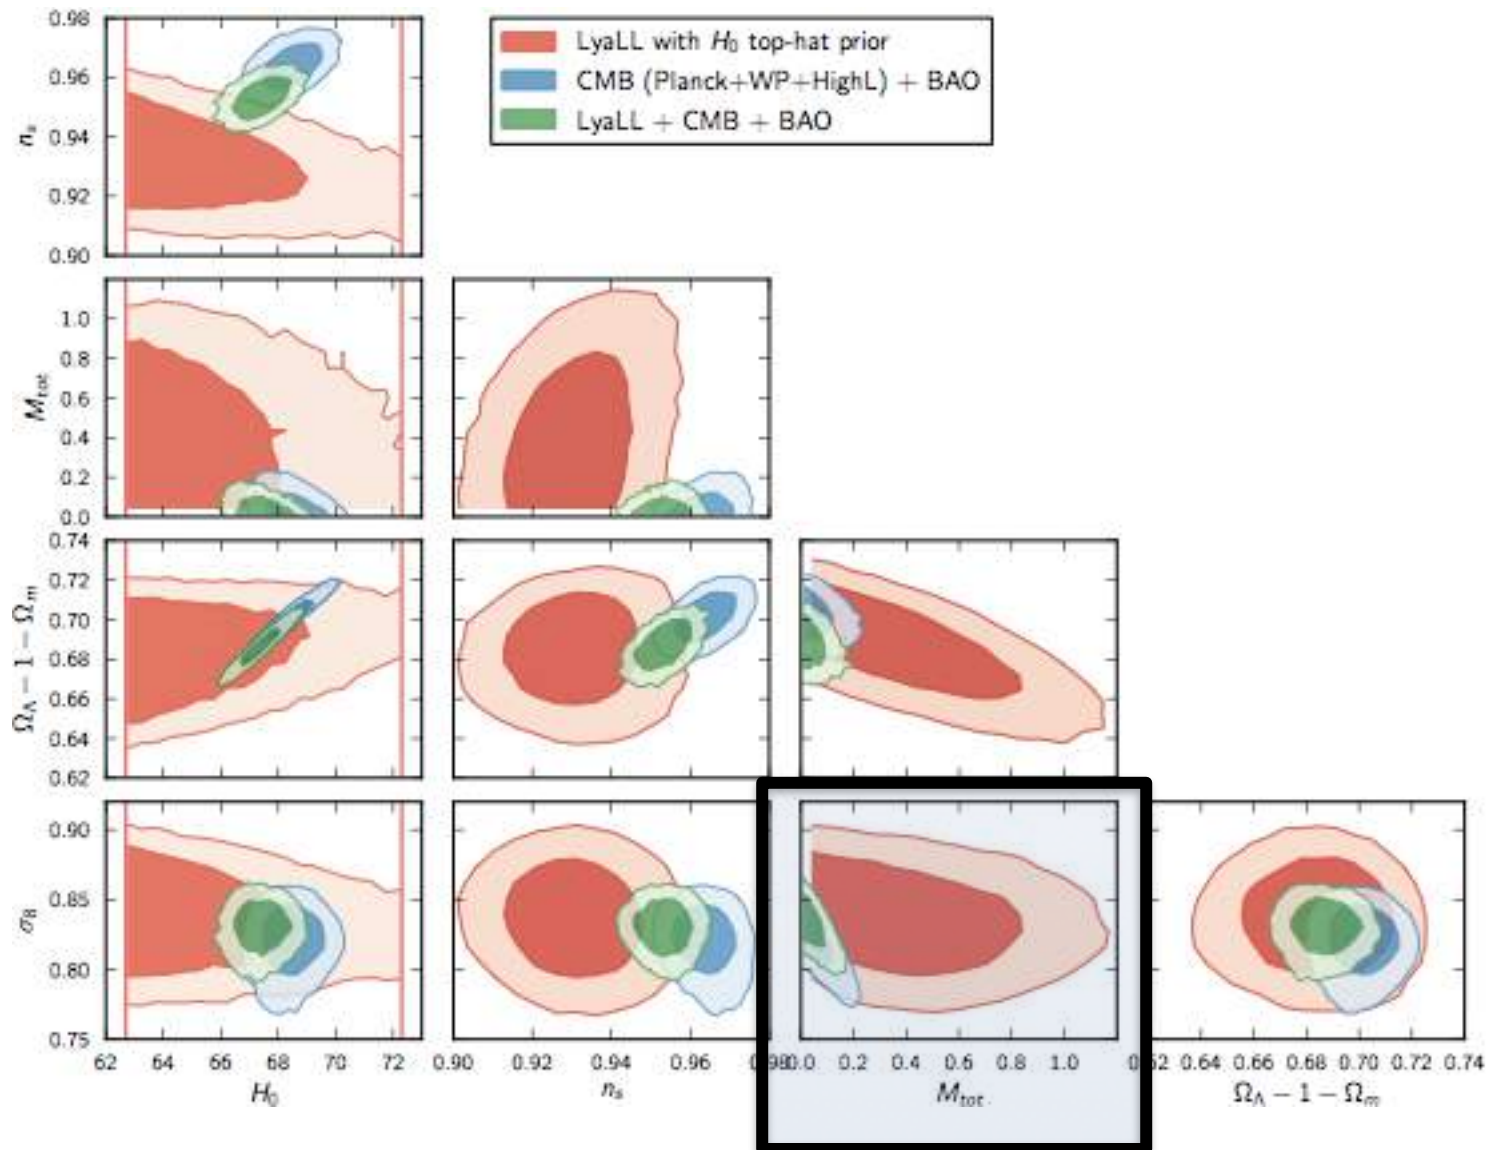 LyaLL with H₀ top-hat prior
CMB (Planck+WP+HighL) + BAO
LyaLL + CMB + BAO
0.98
0.96
0.94
0.92
0.90
nₛ
1.0
0.8
0.6
0.4
0.2
0.0
Mₜₒₜ
0.74
0.72
0.70
0.68
0.66
0.64
0.62
Ω_Λ − 1 − Ωₘ
0.90
0.85
0.80
0.75
σ₈
62 64 66 68 70 72
H₀
0.90 0.92 0.94 0.96
nₛ
0.0 0.2 0.4 0.6 0.8 1.0
Mₜₒₜ
0.64 0.66 0.68 0.70 0.72 0.74
Ω_Λ − 1 − Ωₘ